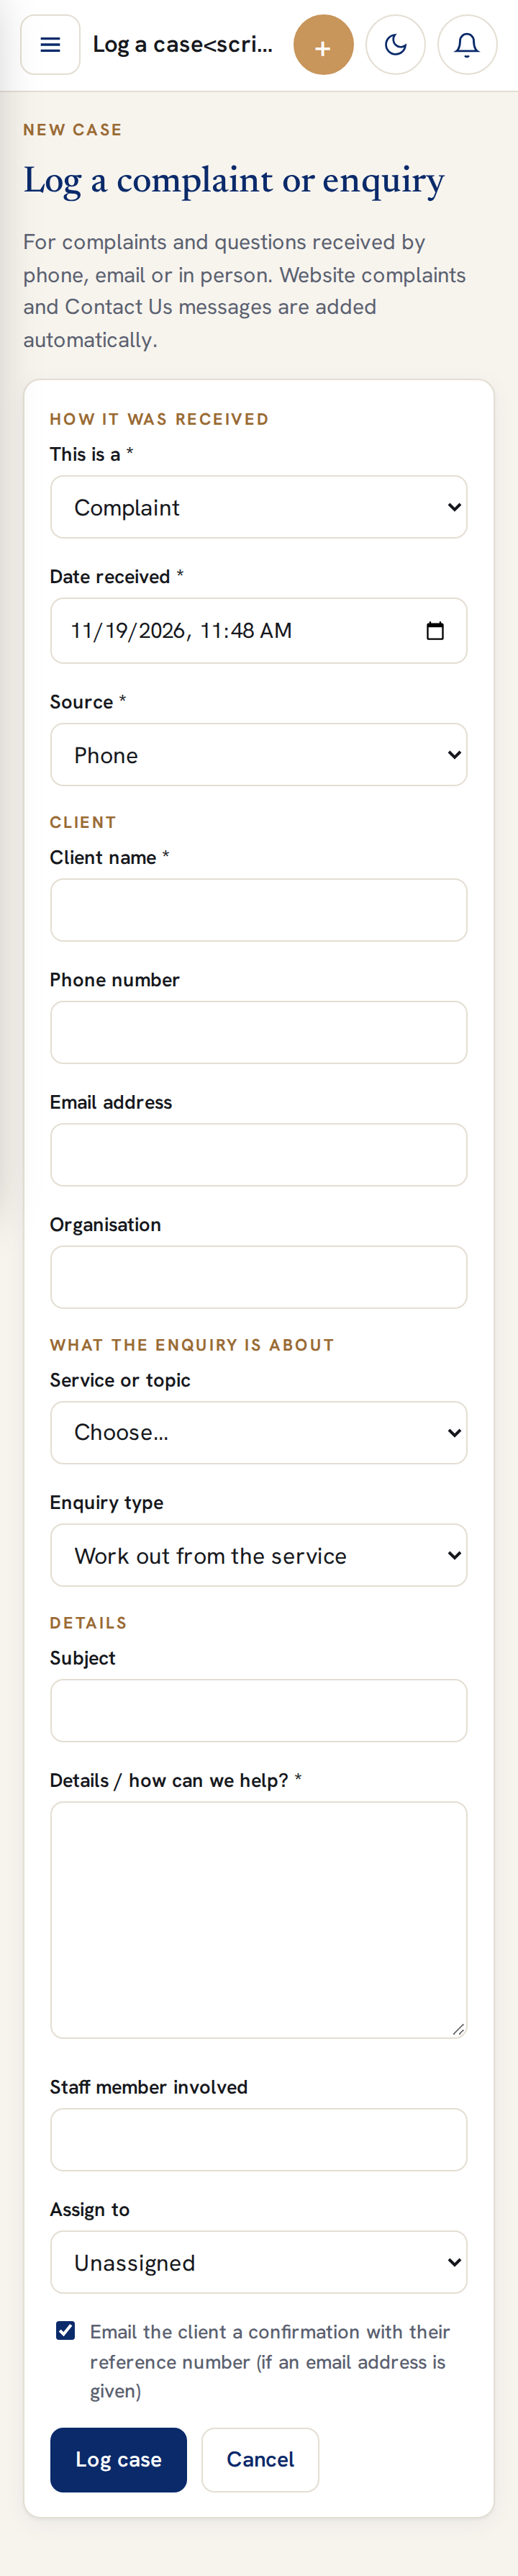 Log a case<scri...
+
NEW CASE
Log a complaint or enquiry
For complaints and questions received by
phone, email or in person. Website complaints
and Contact Us messages are added
automatically.
HOW IT WAS RECEIVED
This is a *
Complaint
Date received *
11/19/2026, 11:48 AM
Source *
Phone
CLIENT
Client name *
Phone number
Email address
Organisation
WHAT THE ENQUIRY IS ABOUT
Service or topic
Choose...
Enquiry type
Work out from the service
DETAILS
Subject
Details / how can we help? *
Staff member involved
Assign to
Unassigned
Email the client a confirmation with their
reference number (if an email address is
given)
Log case
Cancel